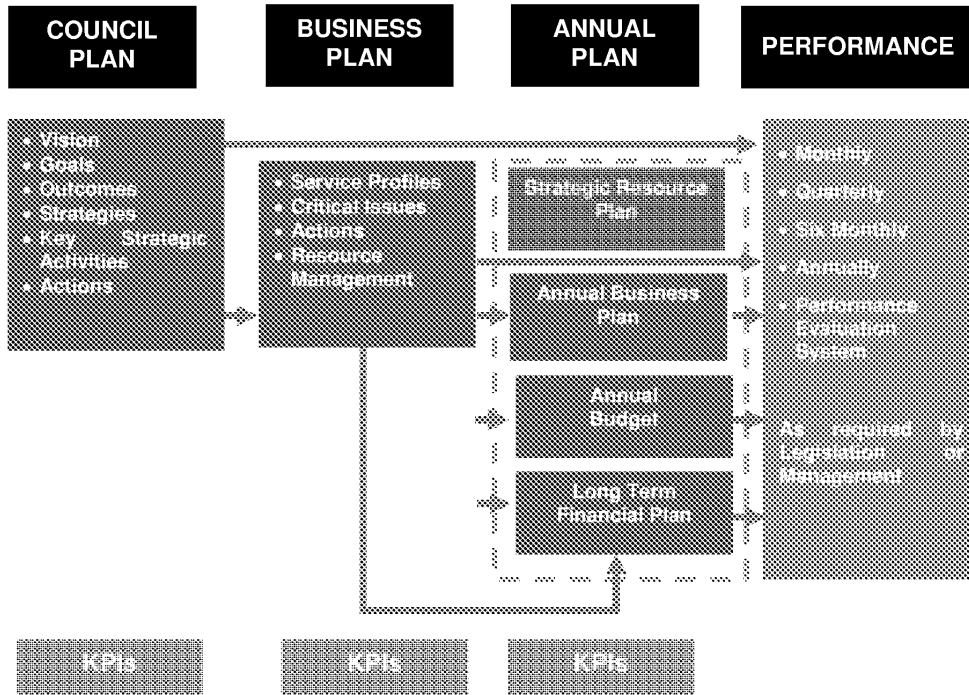 COUNCIL
PLAN
BUSINESS
PLAN
ANNUAL
PLAN
PERFORMANCE
• Vision
• Goals
• Outcomes
• Strategies
• Key Strategic
Activities
• Actions
• Service Profiles
• Critical Issues
• Actions
• Resource
Management
Strategic Resource
Plan
Annual Business
Plan
Annual
Budget
Long Term
Financial Plan
• Monthly
• Quarterly
• Six Monthly
• Annually
• Performance
Evaluation
System
As required by
Legislation or
Management
KPIs
KPIs
KPIs